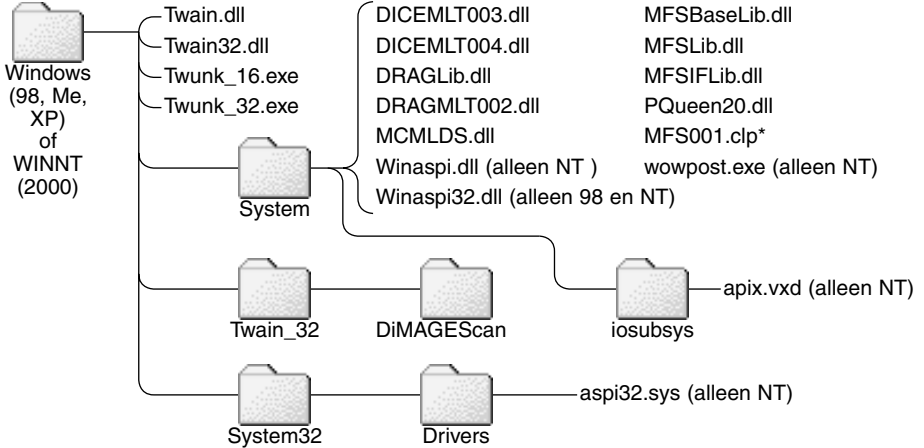 Windows
(98, Me,
XP)
of
WINNT
(2000)
Twain.dll
Twain32.dll
Twunk_16.exe
Twunk_32.exe
System
DICEMLT003.dll
DICEMLT004.dll
DRAGLib.dll
DRAGMLT002.dll
MCMLDS.dll
Winaspi.dll (alleen NT )
Winaspi32.dll (alleen 98 en NT)
MFSBaseLib.dll
MFSLib.dll
MFSIFLib.dll
PQueen20.dll
MFS001.clp*
wowpost.exe (alleen NT)
iosubsys
apix.vxd (alleen NT)
Twain_32
DiMAGEScan
System32
Drivers
aspi32.sys (alleen NT)